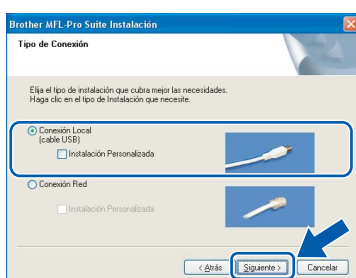 Brother MFL-Pro Suite Instalación
Tipo de Conexión
Elija el tipo de instalación que cubra mejor las necesidades.
Haga clic en el tipo de Instalación que necesite.
Conexión Local
(cable USB)
Instalación Personalizada
Conexión Red
Instalación Personalizada
< Atrás
Siguiente >
Cancelar